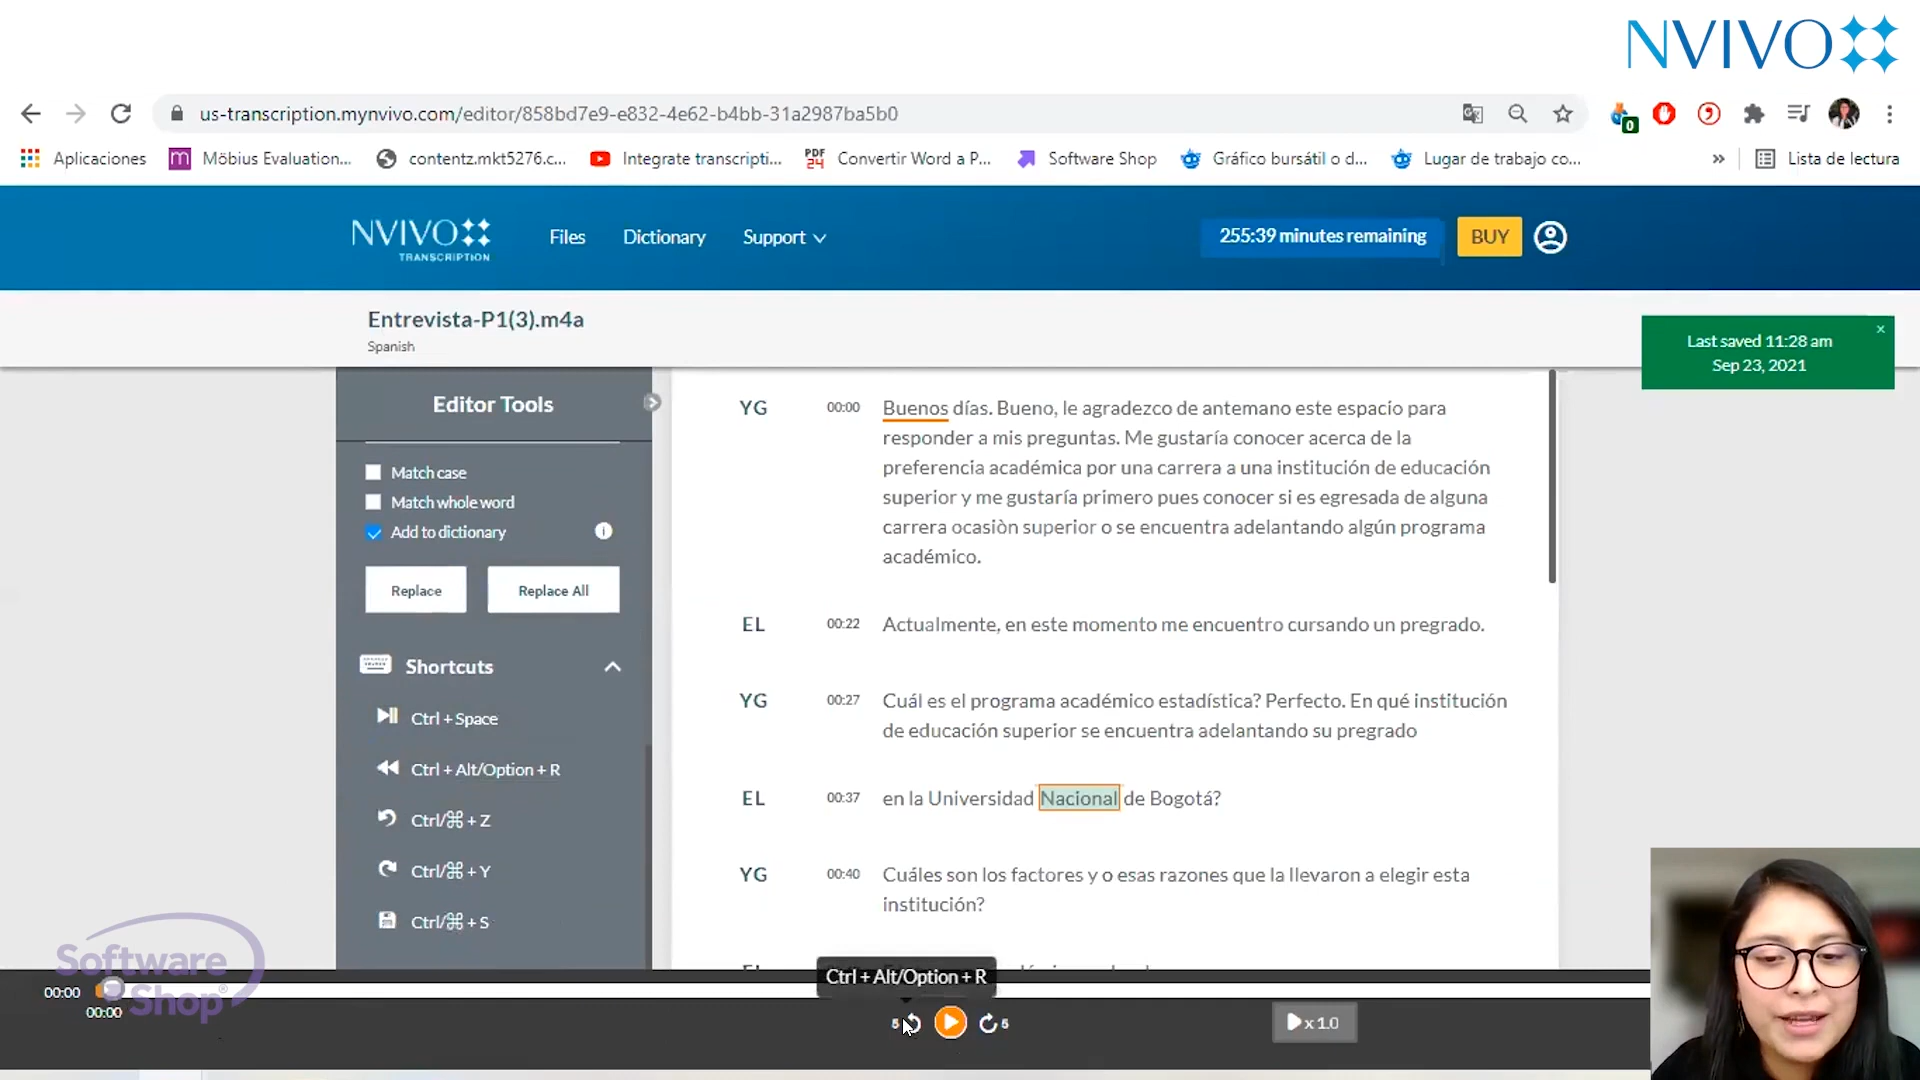 NVIVO
us-transcription.mynvivo.com/editor/858bd7e9-e832-4e62-b4bb-31a2987ba5b0
0
Aplicaciones
m
Möbius Evaluation...
contentz.mkt5276.c...
Integrate transcripti...
PDF
24
Convertir Word a P...
Software Shop
Gráfico bursátil o d...
Lugar de trabajo co...
»
Lista de lectura
NVIVO
TRANSCRIPTION
Files
Dictionary
Support
255:39 minutes remaining
BUY
Entrevista-P1(3).m4a
Spanish
Last saved 11:28 am
Sep 23, 2021
×
Editor Tools
Match case
Match whole word
Add to dictionary
i
Replace
Replace All
Shortcuts
Ctrl + Space
Ctrl + Alt/Option + R
Ctrl/⌘ + Z
Ctrl/⌘ + Y
Ctrl/⌘ + S
YG 00:00 Buenos días. Bueno, le agradezco de antemano este espacio para
responder a mis preguntas. Me gustaría conocer acerca de la
preferencia académica por una carrera a una institución de educación
superior y me gustaría primero pues conocer si es egresada de alguna
carrera ocasiòn superior o se encuentra adelantando algún programa
académico.
EL 00:22 Actualmente, en este momento me encuentro cursando un pregrado.
YG 00:27 Cuál es el programa académico estadística? Perfecto. En qué institución
de educación superior se encuentra adelantando su pregrado
EL 00:37 en la Universidad Nacional de Bogotá?
YG 00:40 Cuáles son los factores y o esas razones que la llevaron a elegir esta
institución?
Software
Shop®
Ctrl + Alt/Option + R
00:00
00:00
5
5
x 1.0